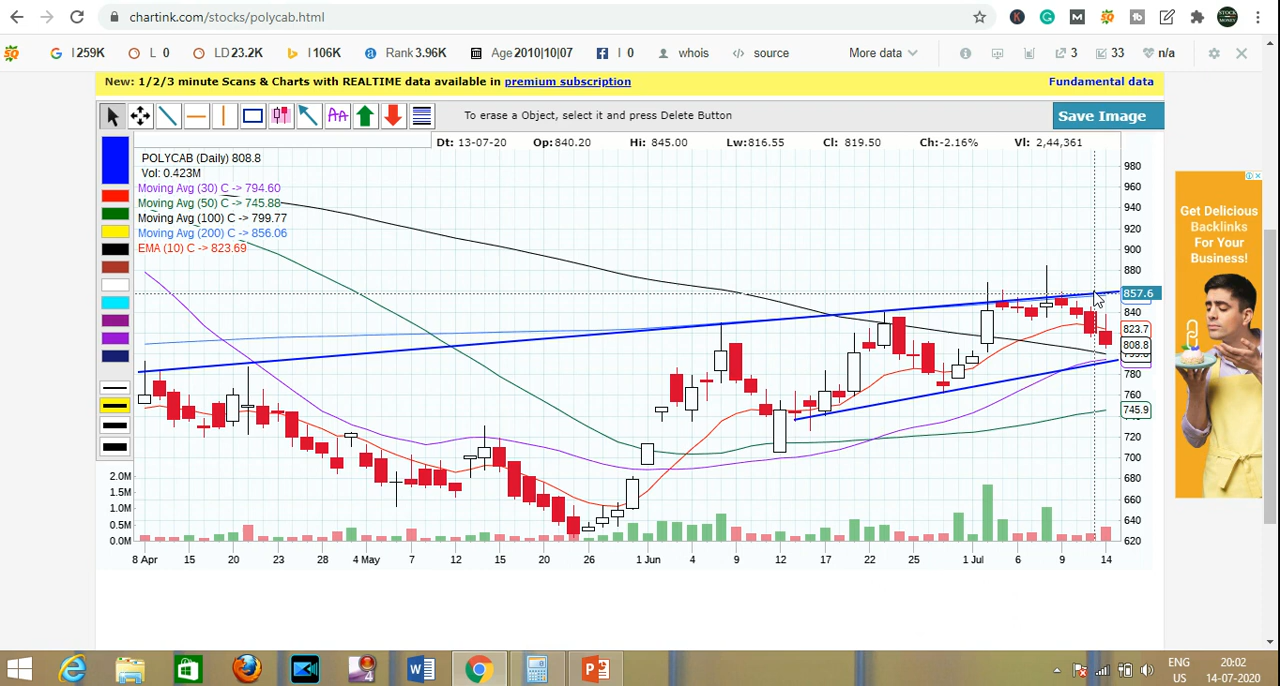 chartink.com/stocks/polycab.html
I 259K L 0 LD 23.2K I 106K Rank 3.96K Age 2010|10|07 I 0 whois source More data 3 33 n/a
New: 1/2/3 minute Scans & Charts with REALTIME data available in premium subscription Fundamental data
To erase a Object, select it and press Delete Button Save Image
Dt: 13-07-20 Op: 840.20 Hi: 845.00 Lw: 816.55 Cl: 819.50 Ch: -2.16% Vl: 2,44,361
POLYCAB (Daily) 808.8
Vol: 0.423M
Moving Avg (30) C -> 794.60
Moving Avg (50) C -> 745.88
Moving Avg (100) C -> 799.77
Moving Avg (200) C -> 856.06
EMA (10) C -> 823.69
980
960
940
920
900
880
857.6
840
823.7
808.8
780
760
745.9
720
700
680
660
640
620
2.0M
1.5M
1.0M
0.5M
0.0M
8 Apr 15 20 23 28 4 May 7 12 15 20 26 1 Jun 4 9 12 17 22 25 1 Jul 6 9 14
Get Delicious
Backlinks
For Your
Business!
STOCK
MONEY
ENG
US
20:02
14-07-2020